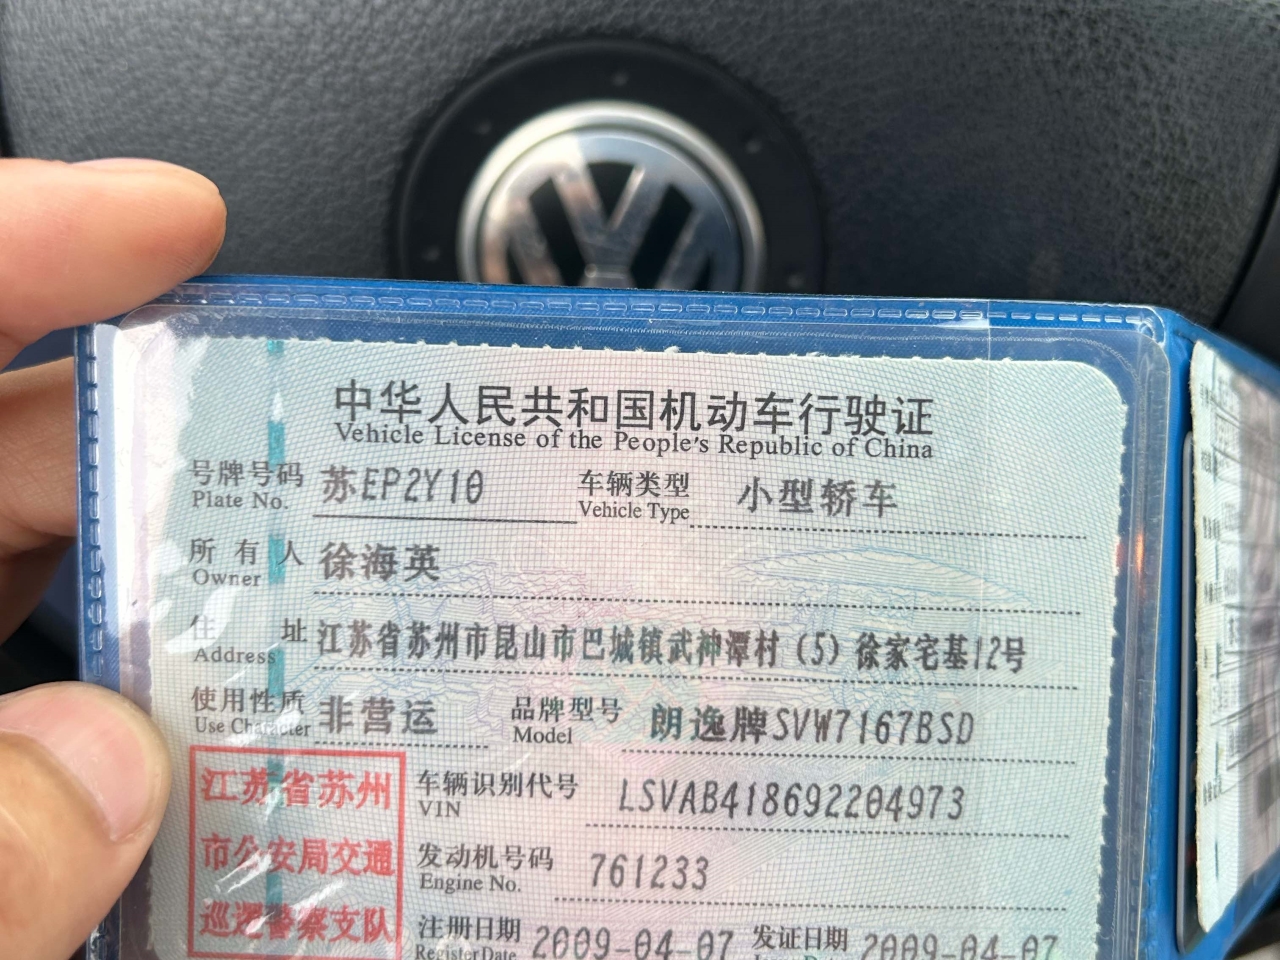 中华人民共和国机动车行驶证
Vehicle License of the People's Republic of China
号牌号码 苏EP2Y10 车辆类型 小型轿车
Plate No. Vehicle Type
所有人 徐海英
Owner
住址 江苏省苏州市昆山市巴城镇武神潭村（5）徐家宅基12号
Address
使用性质 非营运 品牌型号 朗逸牌SVW7167BSD
Use Character Model
江苏省苏州
市公安局交通
巡逻警察支队
车辆识别代号 LSVAB418692204973
VIN
发动机号码 761233
Engine No.
注册日期 2009-04-07 发证日期 2009-04-07
Register Date